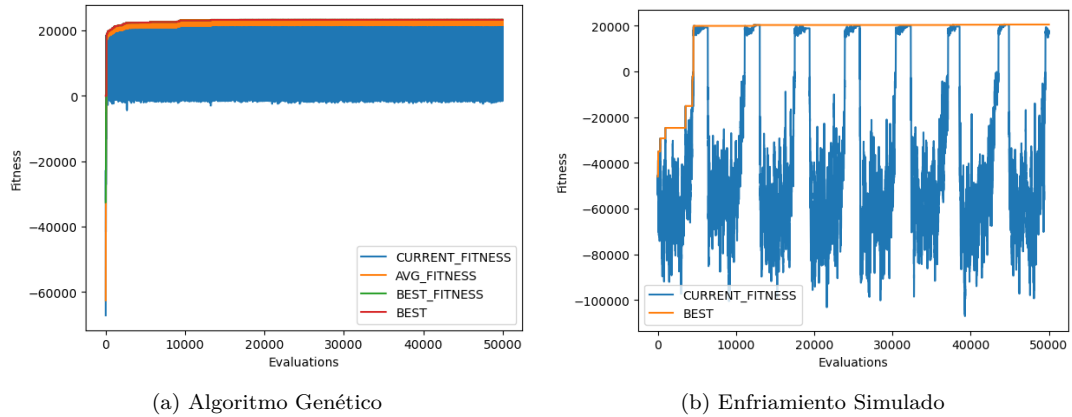 20000
0
−20000
−40000
−60000
Fitness
0
10000
20000
30000
40000
50000
Evaluations
CURRENT_FITNESS
AVG_FITNESS
BEST_FITNESS
BEST
(a) Algoritmo Genético
20000
0
−20000
−40000
−60000
−80000
−100000
Fitness
0
10000
20000
30000
40000
50000
Evaluations
CURRENT_FITNESS
BEST
(b) Enfriamiento Simulado